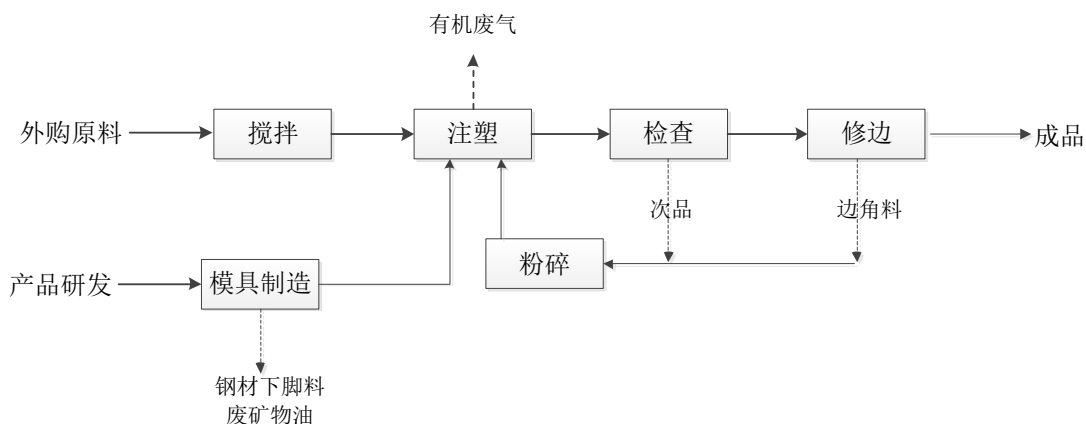 有机废气
外购原料
搅拌
注塑
检查
修边
成品
次品
边角料
粉碎
产品研发
模具制造
钢材下脚料
废矿物油